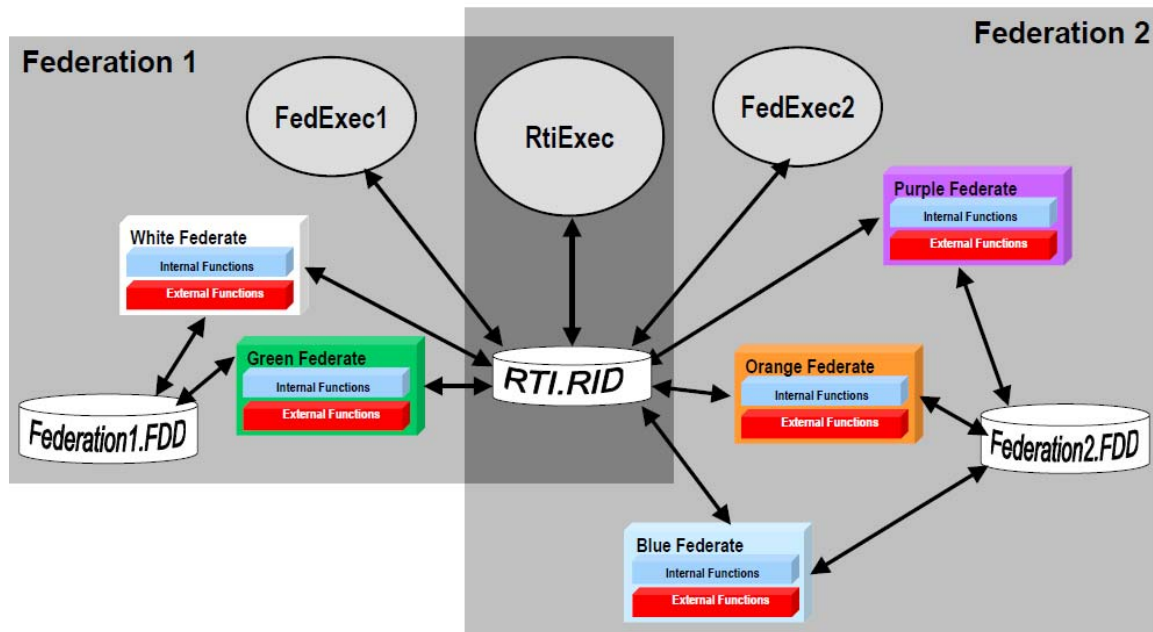 Federation 1
Federation 2
FedExec1
RtiExec
FedExec2
Purple Federate
Internal Functions
External Functions
White Federate
Internal Functions
External Functions
Green Federate
Internal Functions
External Functions
RTI.RID
Orange Federate
Internal Functions
External Functions
Federation1.FDD
Federation2.FDD
Blue Federate
Internal Functions
External Functions